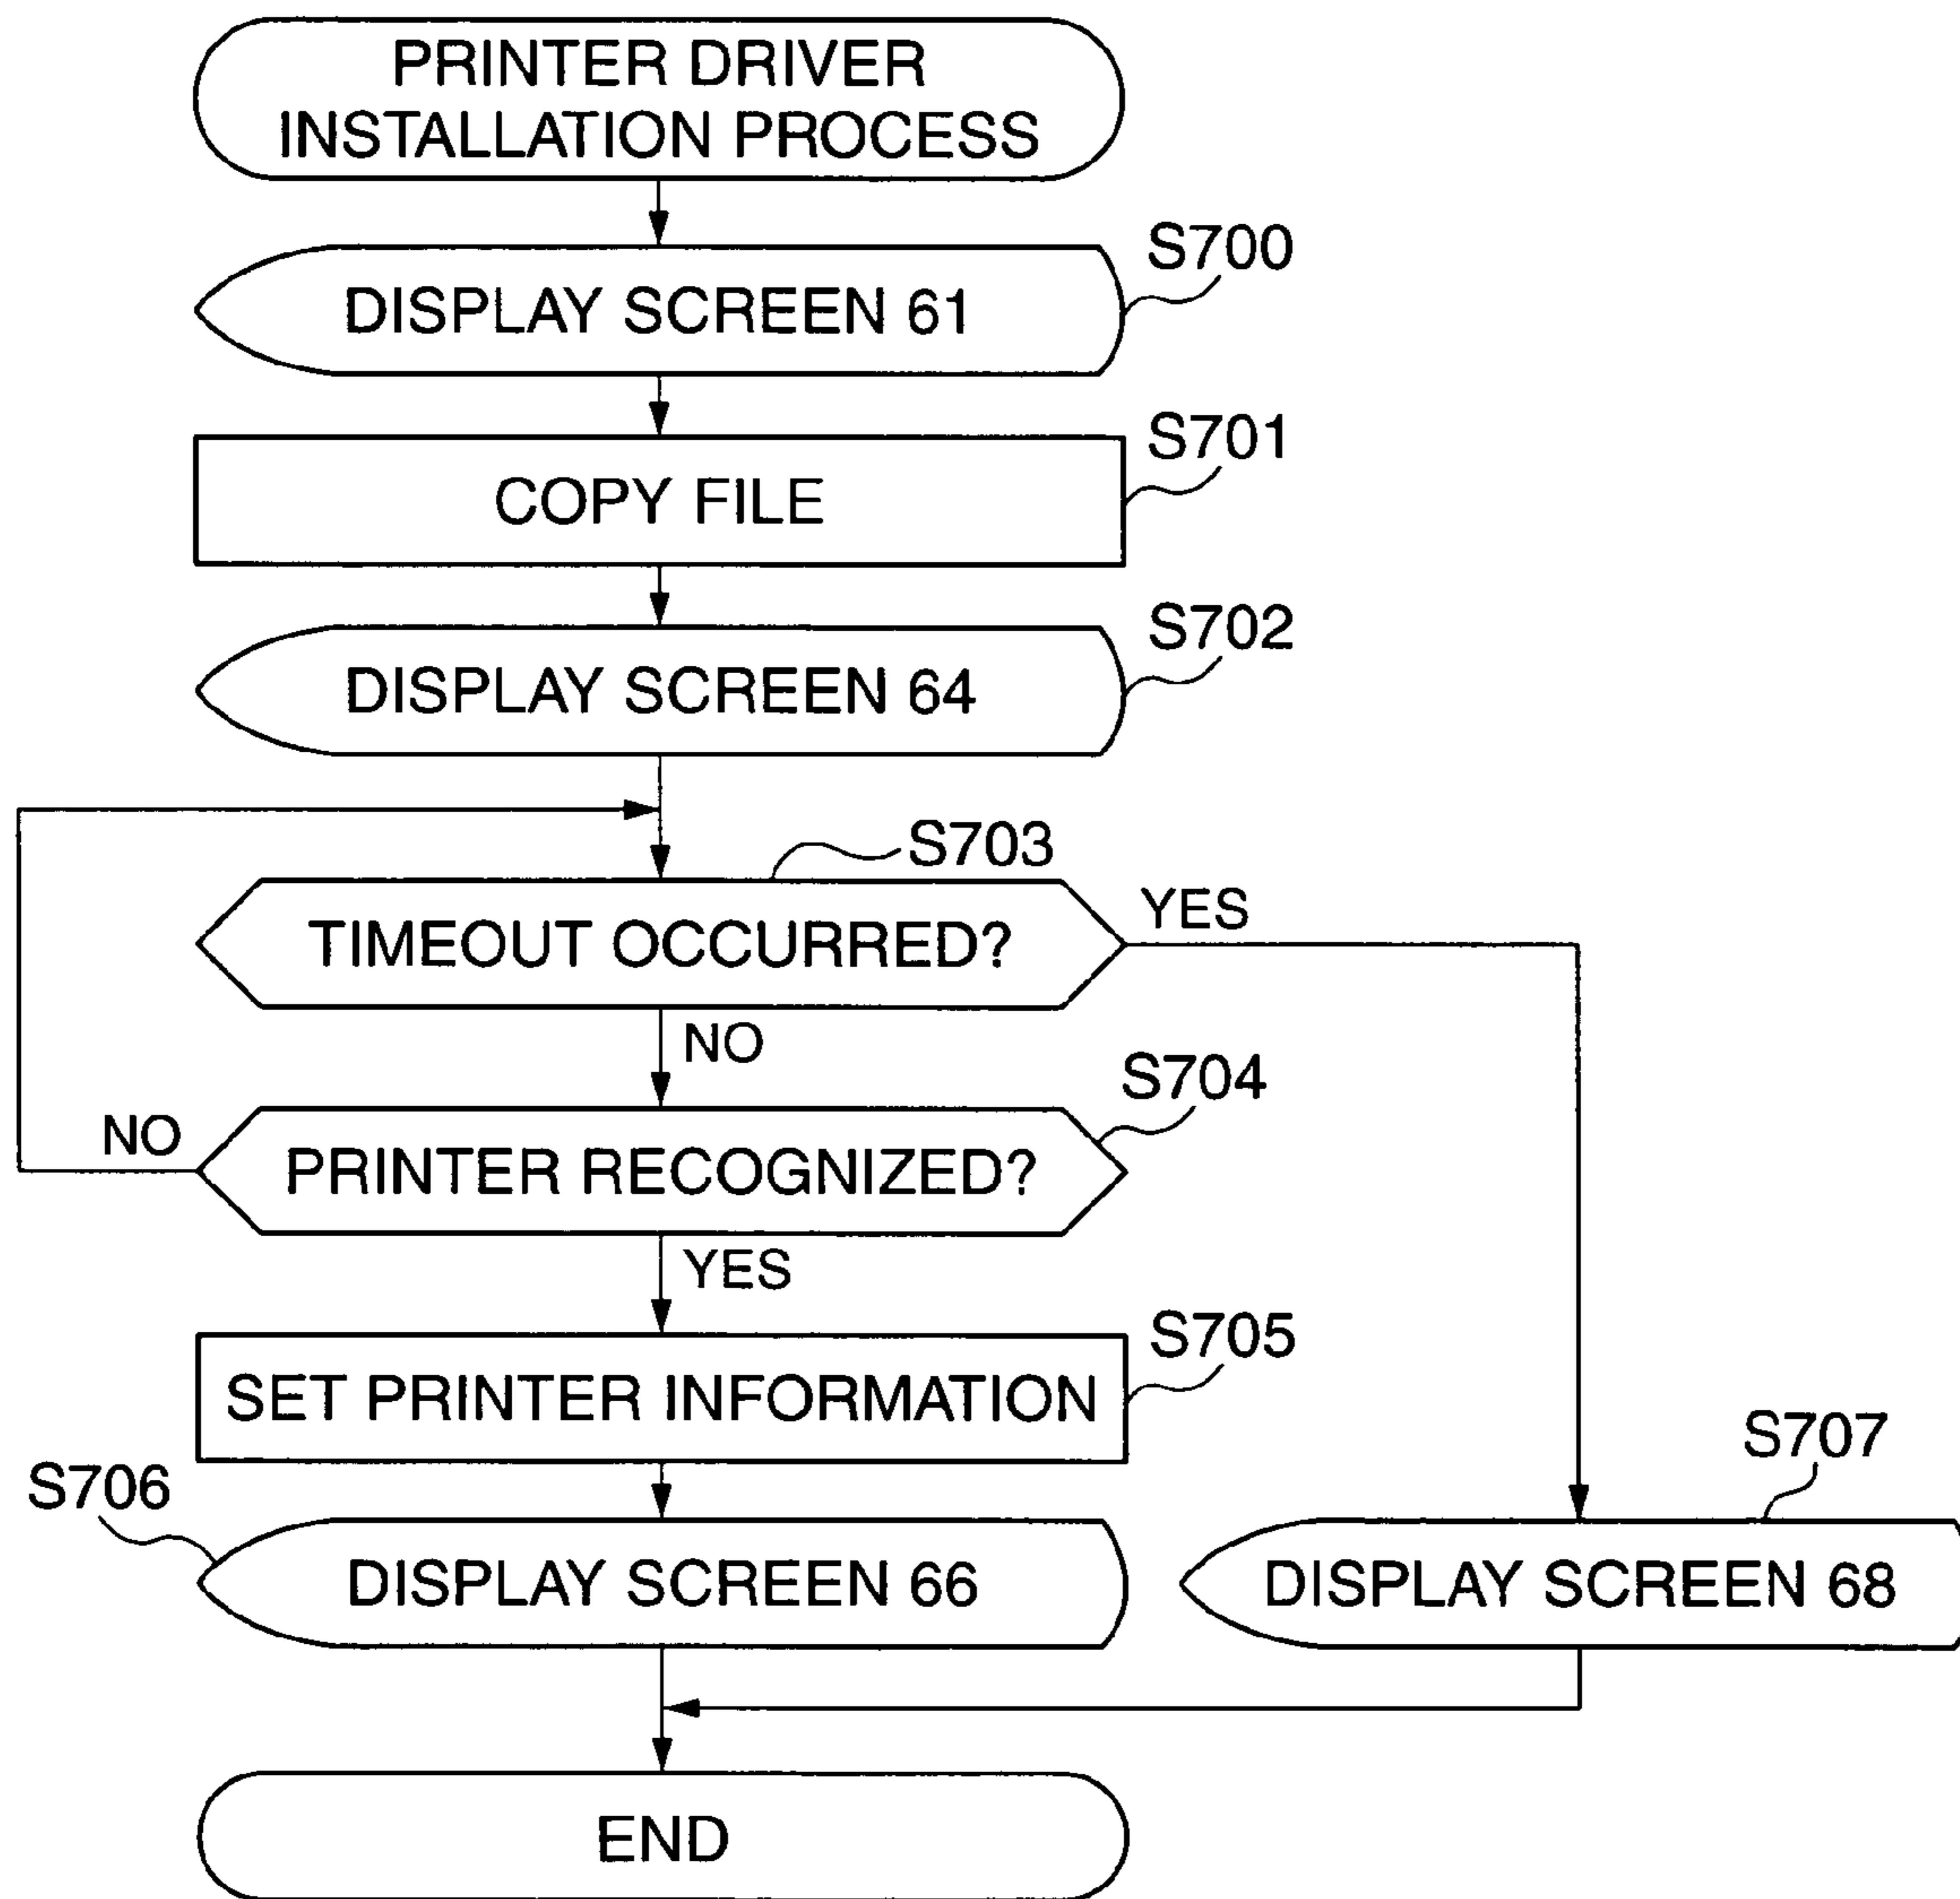 PRINTER DRIVER
INSTALLATION PROCESS
S700
DISPLAY SCREEN 61
S701
COPY FILE
S702
DISPLAY SCREEN 64
S703
TIMEOUT OCCURRED?
YES
NO
S704
NO
PRINTER RECOGNIZED?
YES
S705
SET PRINTER INFORMATION
S706
S707
DISPLAY SCREEN 66
DISPLAY SCREEN 68
END